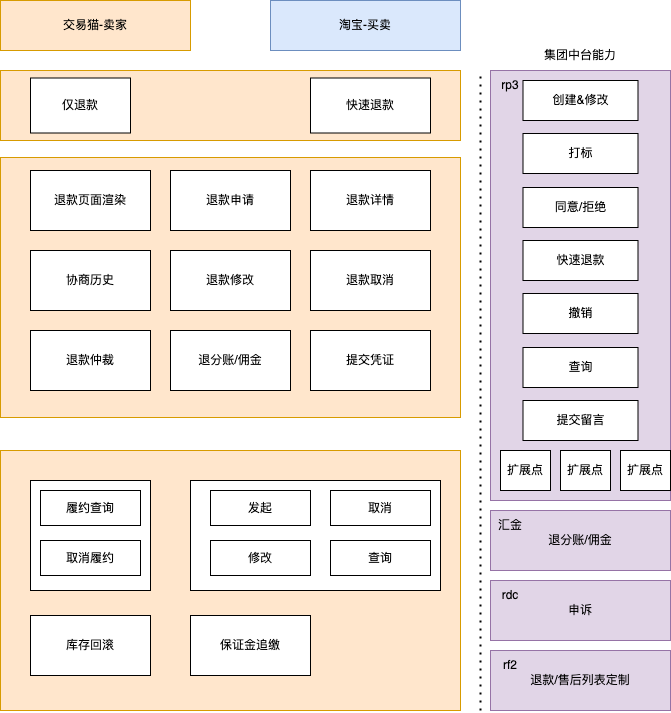 交易猫-卖家
淘宝-买卖
集团中台能力
仅退款
快速退款
退款页面渲染
退款申请
退款详情
协商历史
退款修改
退款取消
退款仲裁
退分账/佣金
提交凭证
履约查询
取消履约
发起
取消
修改
查询
库存回滚
保证金追缴
rp3
创建&修改
打标
同意/拒绝
快速退款
撤销
查询
提交留言
扩展点
扩展点
扩展点
汇金
退分账/佣金
rdc
申诉
rf2
退款/售后列表定制